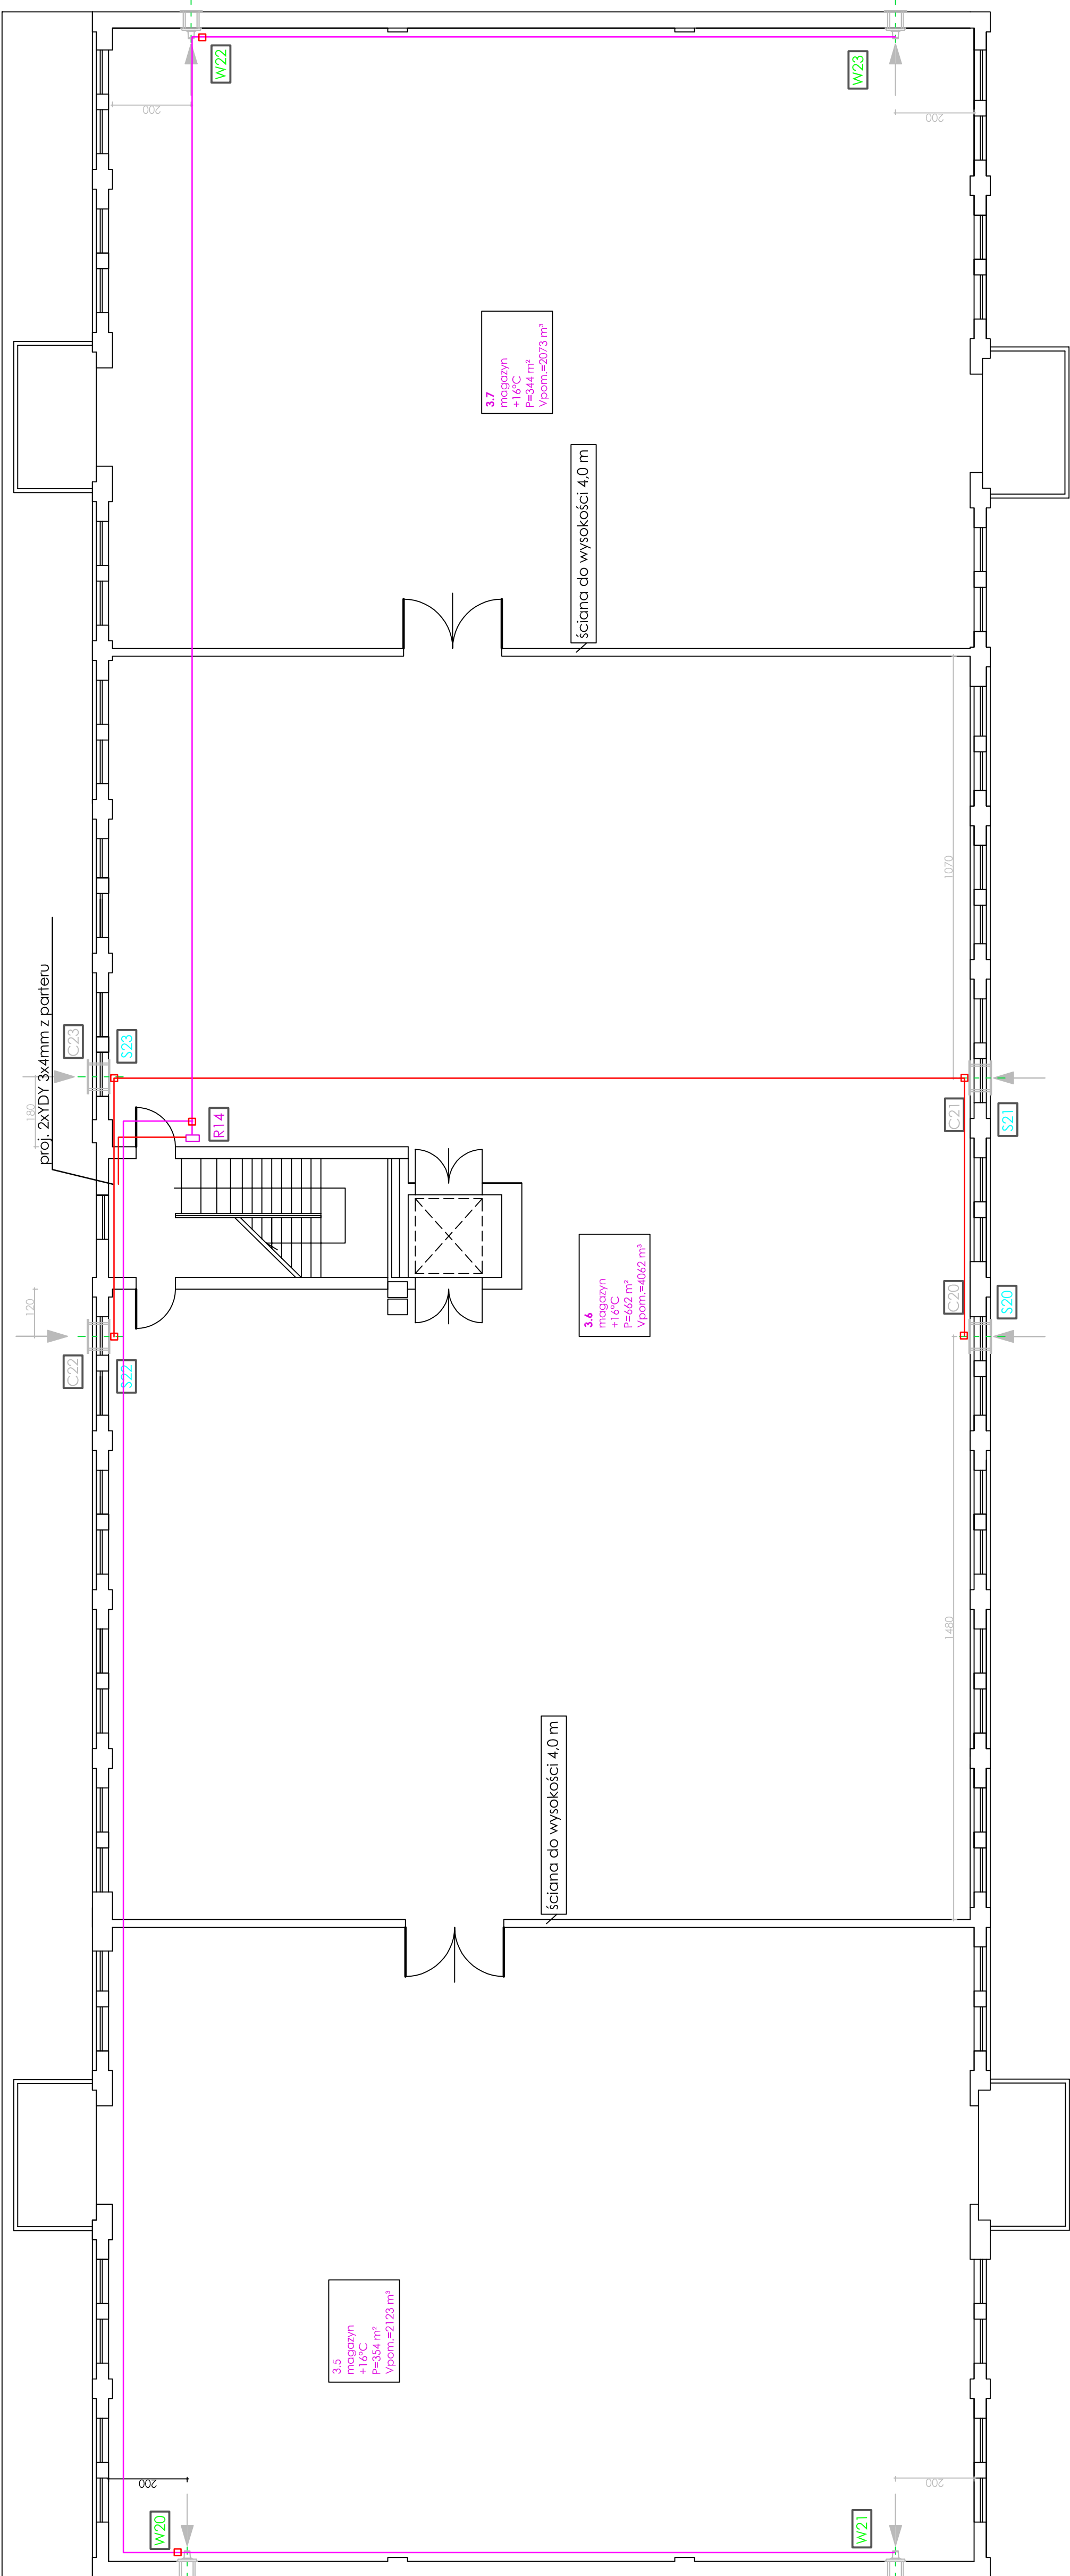 W22
W23
200
200
3.7
magazyn
+16°C
P=344 m²
Vpom.=2073 m³
ściana do wysokości 4,0 m
1070
proj. 2xYDY 3x4mm z parteru
C23
S23
180
R14
C21
S21
120
3.6
magazyn
+16°C
P=662 m²
Vpom.=4062 m³
C20
S20
C22
S22
1480
ściana do wysokości 4,0 m
3.5
magazyn
+16°C
P=354 m²
Vpom.=2123 m³
200
200
W20
W21